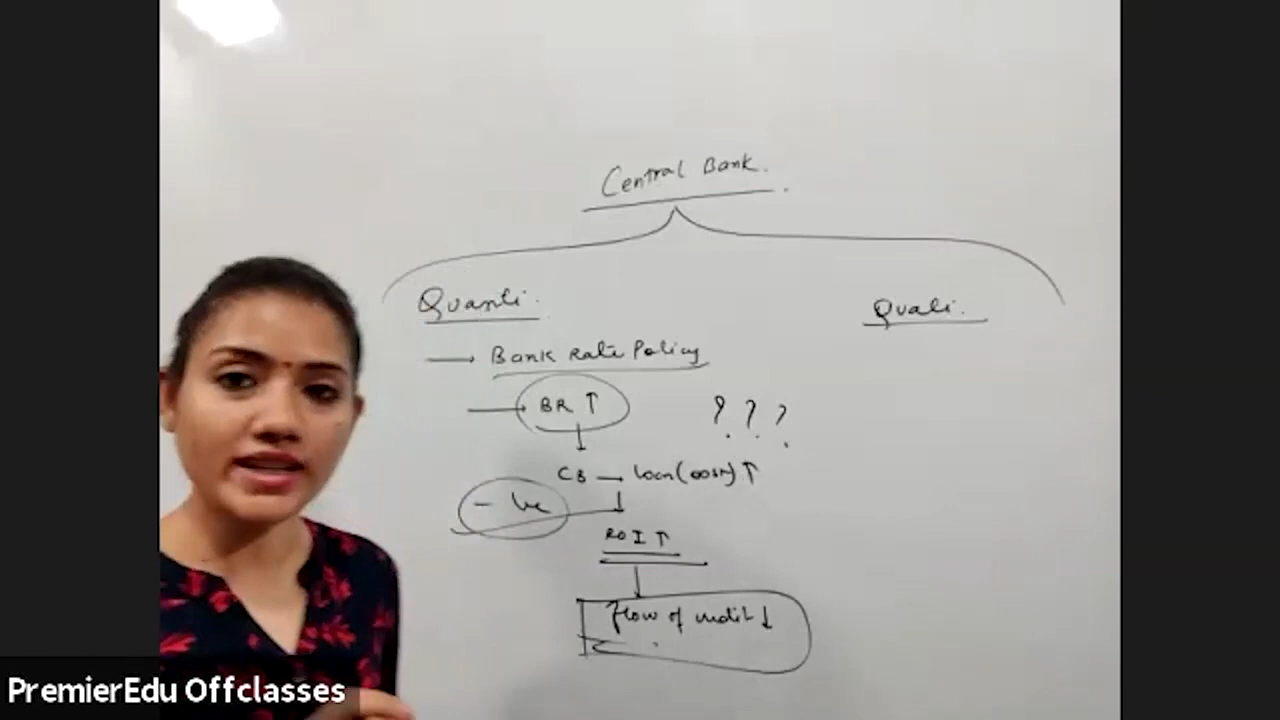 Central Bank.
Quanti.
Quali.
→ Bank Rate Policy
→ BR ↑
? ? ?
CB → loan (cost) ↑
- ve
ROI ↑
Flow of credit ↓
PremierEdu Offclasses